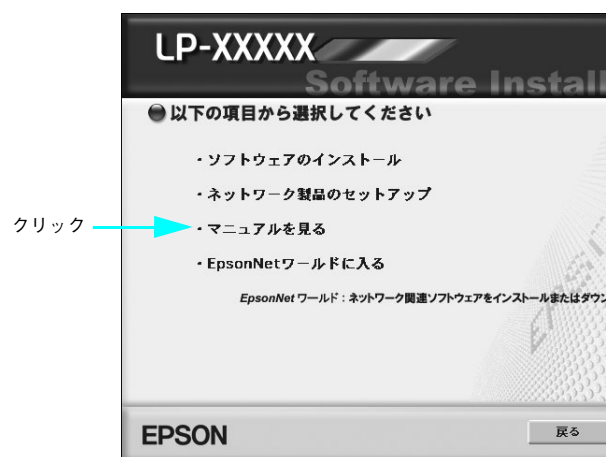 LP-XXXXX
Software Install
● 以下の項目から選択してください
・ソフトウェアのインストール
・ネットワーク製品のセットアップ
クリック
・マニュアルを見る
・EpsonNetワールドに入る
EpsonNet ワールド：ネットワーク関連ソフトウェアをインストールまたはダウン
EPSON
EPSON
戻る